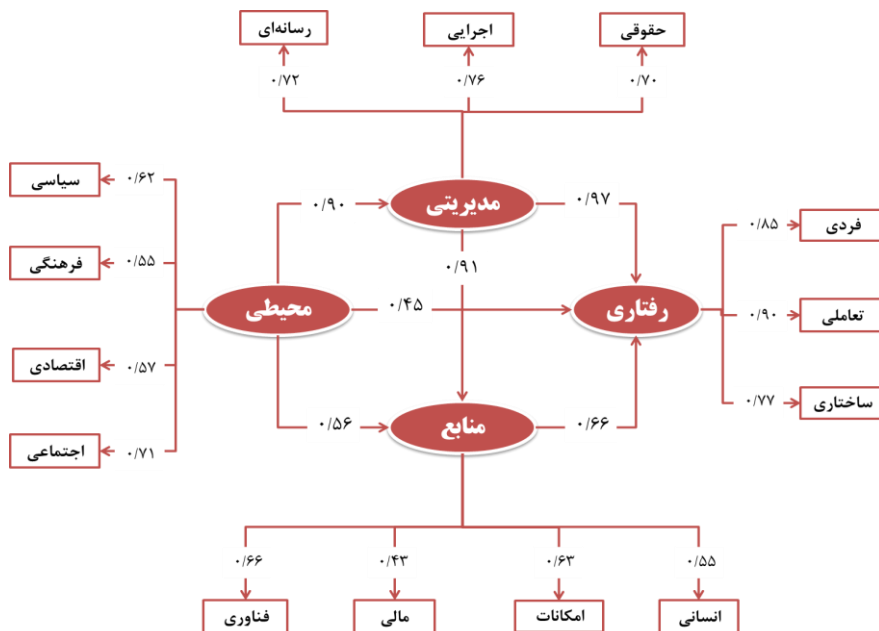 حقوقی
اجرایی
رسانه‌ای
۰/۷۰
۰/۷۶
۰/۷۲
مدیریتی
۰/۹۷
۰/۹۰
۰/۹۱
فردی
۰/۸۵
تعاملی
۰/۹۰
ساختاری
۰/۷۷
رفتاری
۰/۴۵
محیطی
۰/۶۲
سیاسی
۰/۵۵
فرهنگی
۰/۵۷
اقتصادی
۰/۷۱
اجتماعی
۰/۶۶
منابع
۰/۵۶
۰/۵۵
۰/۶۳
۰/۴۳
۰/۶۶
انسانی
امکانات
مالی
فناوری